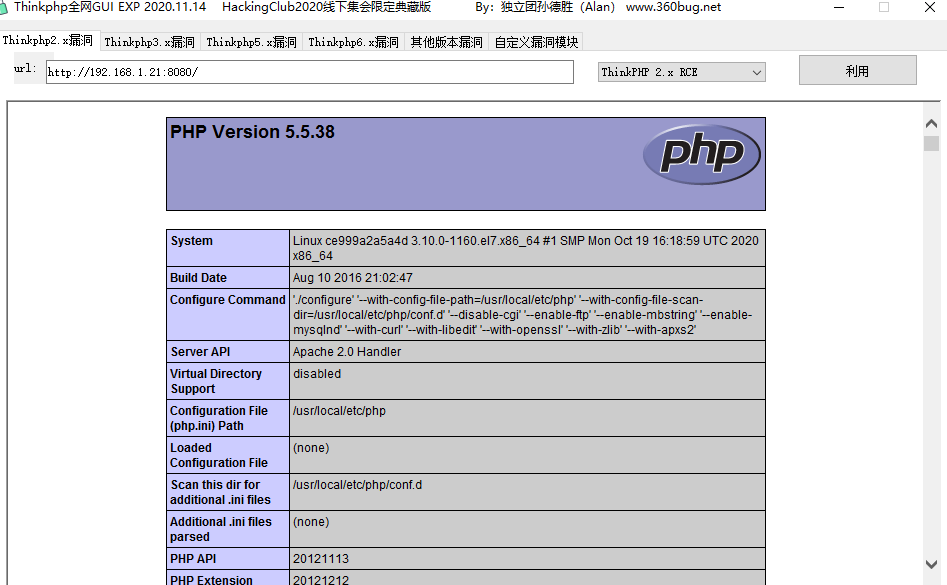 Thinkphp全网GUI EXP 2020.11.14 HackingClub2020线下集会限定典藏版 By：独立团孙德胜（Alan） www.360bug.net
Thinkphp2.x漏洞 Thinkphp3.x漏洞 Thinkphp5.x漏洞 Thinkphp6.x漏洞 其他版本漏洞 自定义漏洞模块
url: http://192.168.1.21:8080/ ThinkPHP 2.x RCE 利用
PHP Version 5.5.38
php
System Linux ce999a2a5a4d 3.10.0-1160.el7.x86_64 #1 SMP Mon Oct 19 16:18:59 UTC 2020
x86_64
Build Date Aug 10 2016 21:02:47
Configure Command './configure' '--with-config-file-path=/usr/local/etc/php' '--with-config-file-scan-
dir=/usr/local/etc/php/conf.d' '--disable-cgi' '--enable-ftp' '--enable-mbstring' '--enable-
mysqlnd' '--with-curl' '--with-libedit' '--with-openssl' '--with-zlib' '--with-apxs2'
Server API Apache 2.0 Handler
Virtual Directory disabled
Support
Configuration File /usr/local/etc/php
(php.ini) Path
Loaded (none)
Configuration File
Scan this dir for /usr/local/etc/php/conf.d
additional .ini files
Additional .ini files (none)
parsed
PHP API 20121113
PHP Extension 20121212